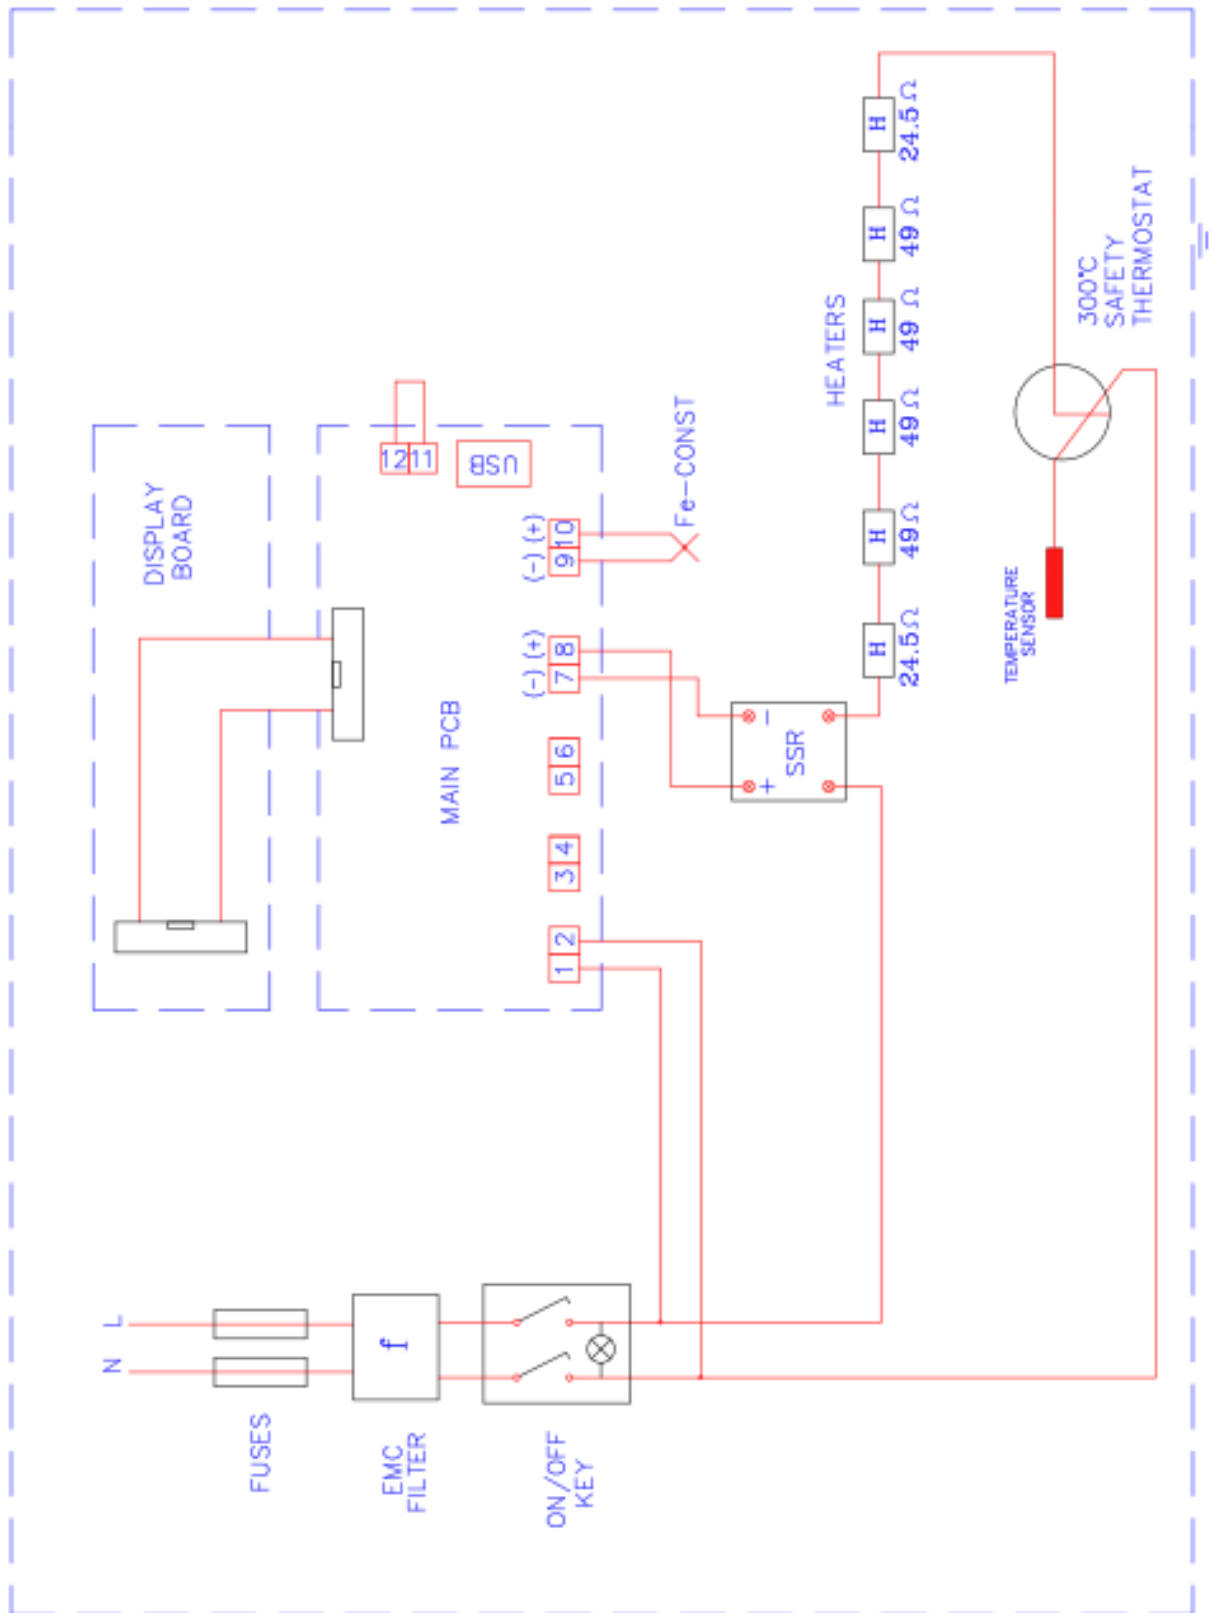 DISPLAY
BOARD
MAIN PCB
12 11
USB
(-) (+)
9 10
Fe-CONST
(-) (+)
7 8
5 6
3 4
1 2
+ -
SSR
HEATERS
H
24.5Ω
H
49Ω
H
49Ω
H
49 Ω
H
49 Ω
H
24.5Ω
300°C
SAFETY
THERMOSTAT
TEMPERATURE
SENSOR
N L
f
FUSES
EMC
FILTER
ON/OFF
KEY